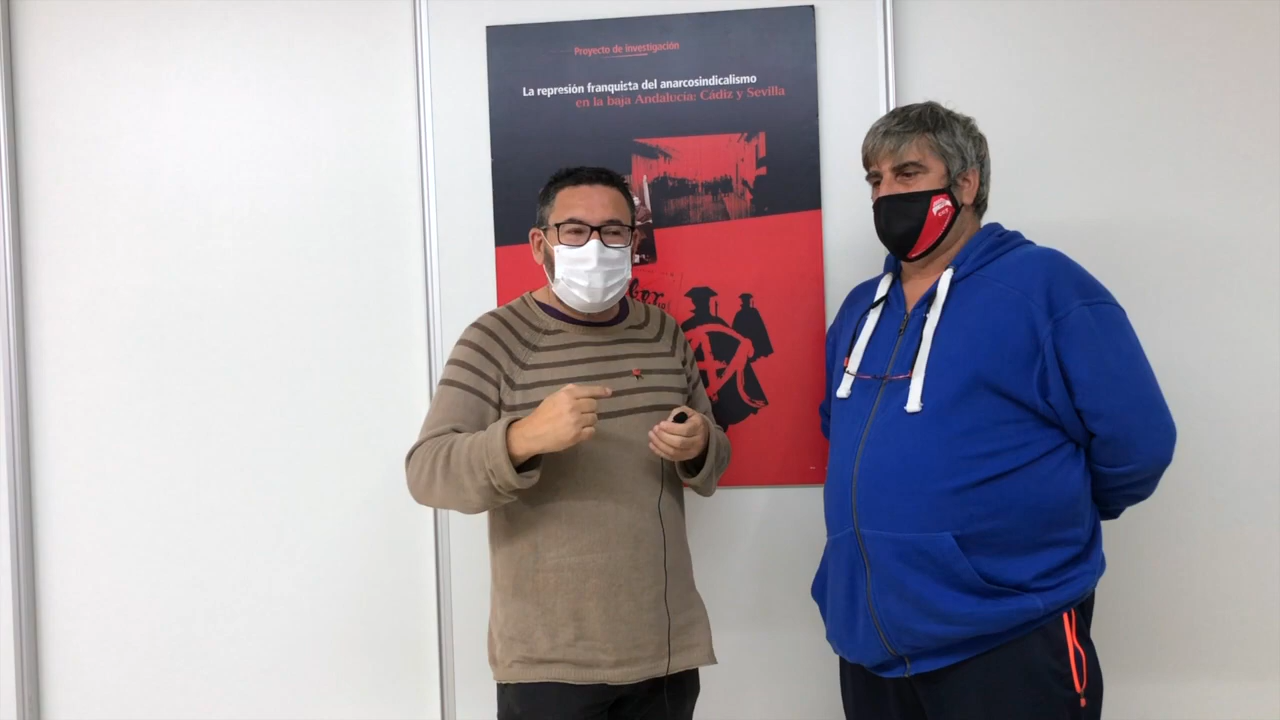 Proyecto de investigación
La represión franquista del anarcosindicalismo
en la baja Andalucía: Cádiz y Sevilla